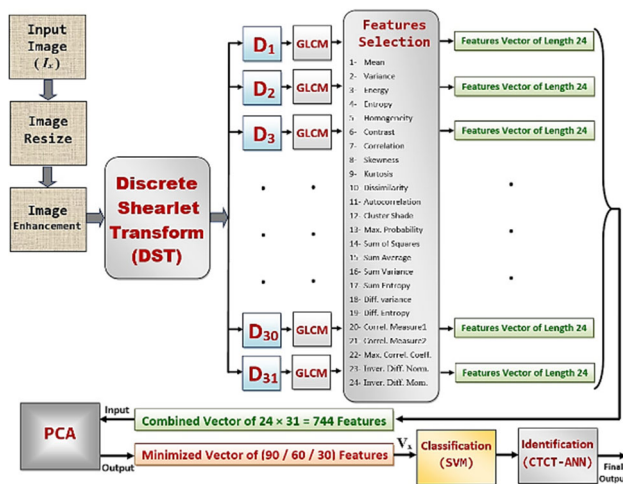 Input
Image
(Iₓ)
Image
Resize
Image
Enhancement
Discrete
Shearlet
Transform
(DST)
D1
GLCM
D2
GLCM
D3
GLCM
D30
GLCM
D31
GLCM
Features
Selection
1- Mean
2- Variance
3- Energy
4- Entropy
5- Homogeneity
6- Contrast
7- Correlation
8- Skewness
9- Kurtosis
10- Dissimilarity
11- Autocorrelation
12- Cluster Shade
13- Max. Probability
14- Sum of Squares
15- Sum Average
16- Sum Variance
17- Sum Entropy
18- Diff. variance
19- Diff. Entropy
20- Correl. Measure1
21- Correl. Measure2
22- Max. Correl. Coeff.
23- Inver. Diff. Norm.
24- Inver. Diff. Mom.
Features Vector of Length 24
Features Vector of Length 24
Features Vector of Length 24
Features Vector of Length 24
Features Vector of Length 24
PCA
Input
Combined Vector of 24 × 31 = 744 Features
Output
Minimized Vector of (90 / 60 / 30) Features
Vₓ
Classification
(SVM)
Identification
(CTCT-ANN)
Final
Output